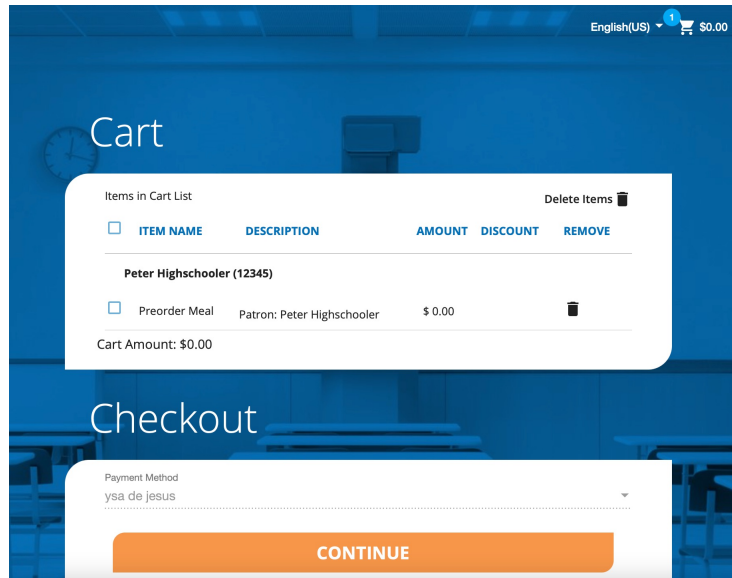 English(US) 1 $0.00
Cart
Items in Cart List Delete Items
ITEM NAME DESCRIPTION AMOUNT DISCOUNT REMOVE
Peter Highschooler (12345)
Preorder Meal Patron: Peter Highschooler $ 0.00
Cart Amount: $0.00
Checkout
Payment Method
ysa de jesus
CONTINUE